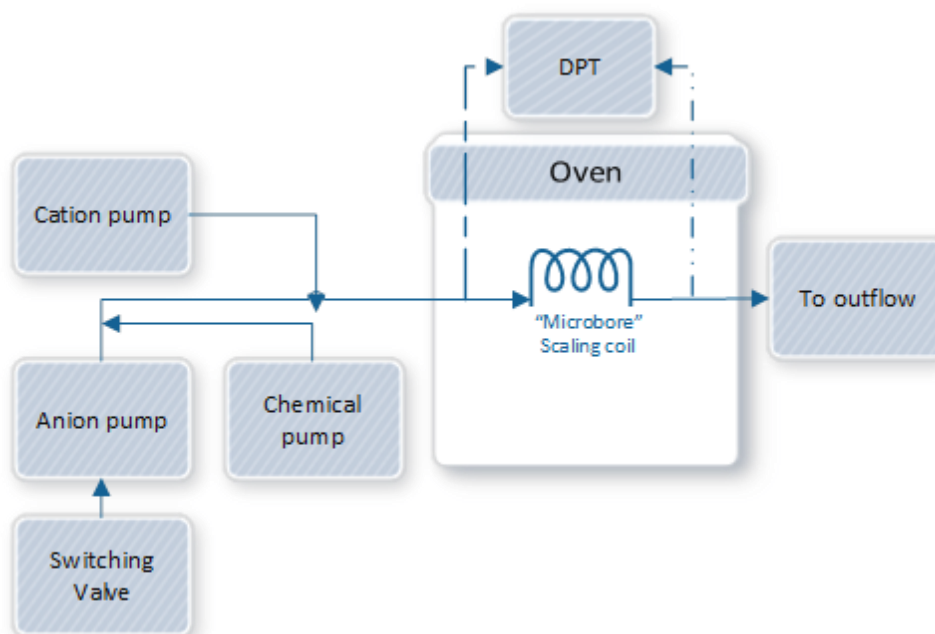 DPT
Oven
Cation pump
To outflow
“Microbore”
Scaling coil
Anion pump
Chemical
pump
Switching
Valve